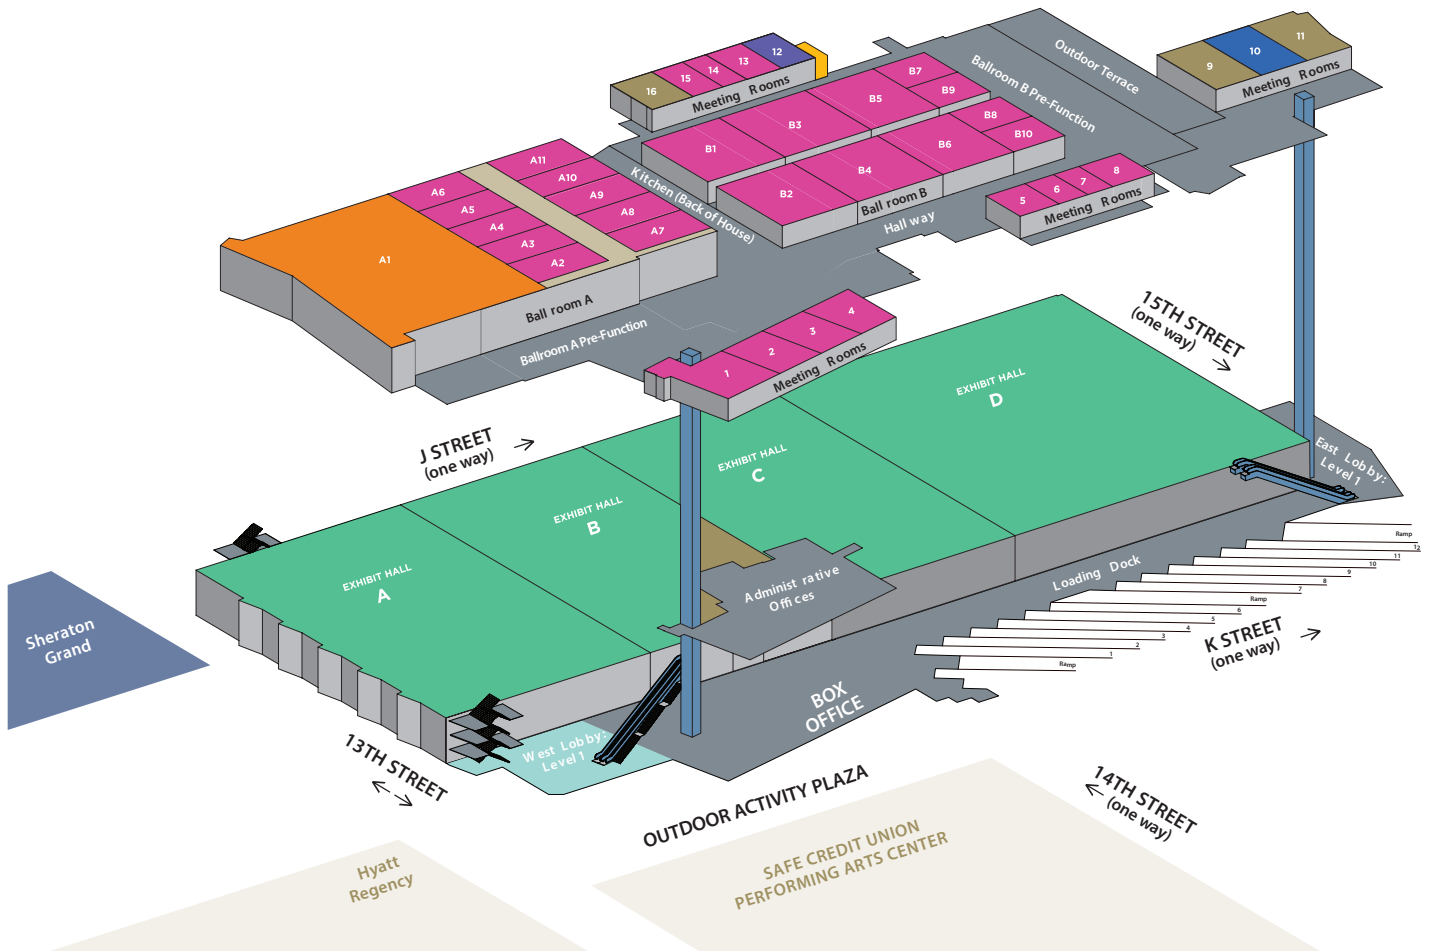 12
13
14
15
16
Meeting Rooms
11
10
9
Meeting Rooms
Outdoor Terrace
Ballroom B Pre-Function
B7
B9
B5
B3
B1
B8
B10
B6
B4
B2
Ball room B
Hall way
Kitchen (Back of House)
8
7
6
5
Meeting Rooms
A11
A10
A9
A8
A7
A6
A5
A4
A3
A2
A1
Ball room A
Ballroom A Pre-Function
4
3
2
1
Meeting Rooms
15TH STREET
(one way)
J STREET
(one way)
EXHIBIT HALL
D
EXHIBIT HALL
C
EXHIBIT HALL
B
EXHIBIT HALL
A
East Lobby:
Level 1
Administrative
Offices
Loading Dock
Ramp
12
11
10
9
8
7
Ramp
6
5
4
3
2
1
Ramp
K STREET
(one way)
Sheraton
Grand
BOX
OFFICE
West Lobby:
Level 1
13TH STREET
OUTDOOR ACTIVITY PLAZA
14TH STREET
(one way)
Hyatt
Regency
SAFE CREDIT UNION
PERFORMING ARTS CENTER